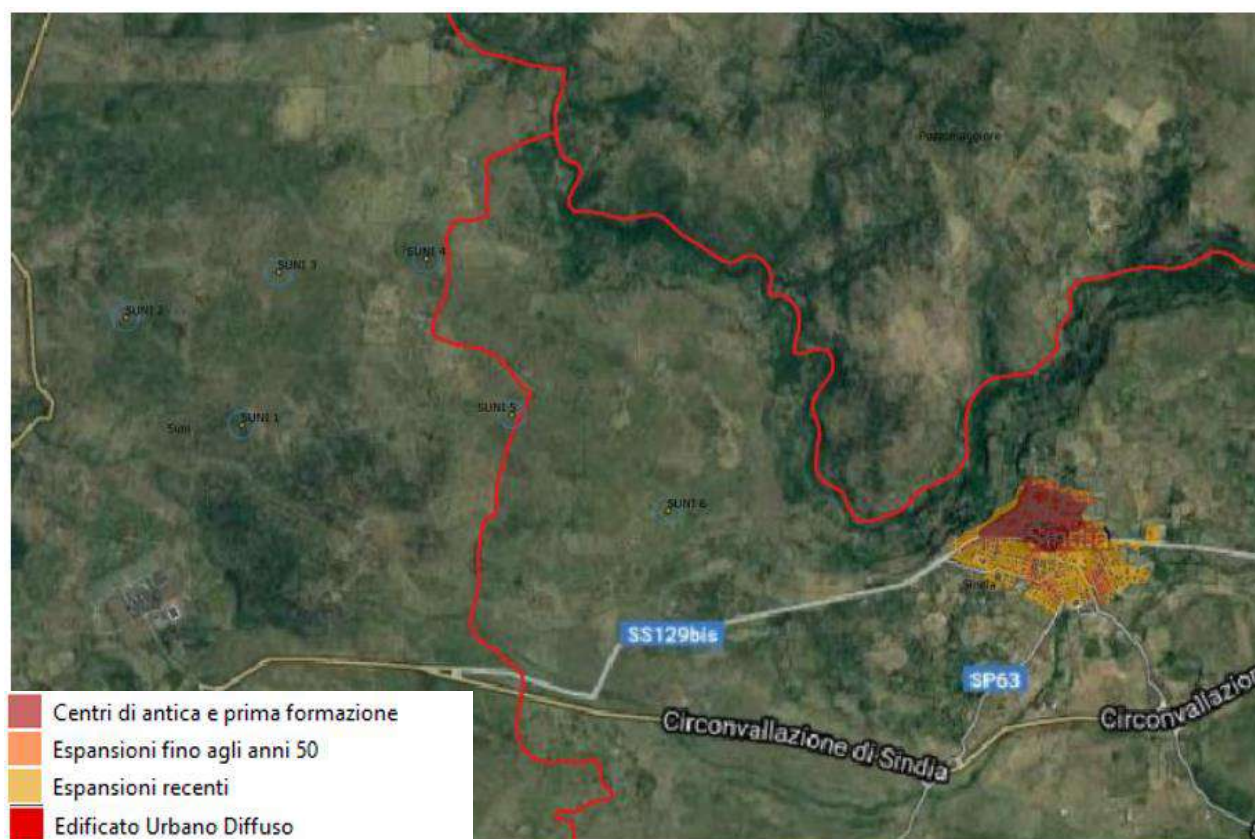 Pozzomaggiore
SUNI 4
SUNI 3
SUNI 2
SUNI 5
SUNI 1
Suni
SUNI 6
Sindia
SS129bis
SP63
Circonvallazione di Sindia
Circonvallazion
Centri di antica e prima formazione
Espansioni fino agli anni 50
Espansioni recenti
Edificato Urbano Diffuso